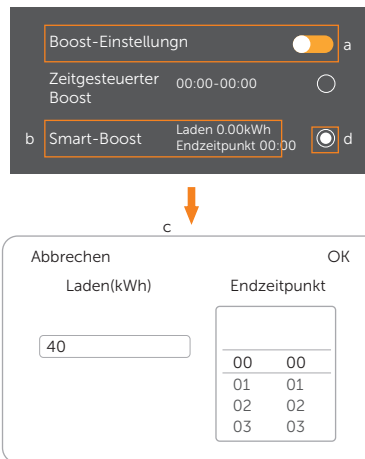 Boost-Einstellungn
a
Zeitgesteuerter
Boost
00:00-00:00
b
Smart-Boost
Laden 0.00kWh
Endzeitpunkt 00:00
d
c
Abbrechen
OK
Laden(kWh)
Endzeitpunkt
40
00 00
01 01
02 02
03 03